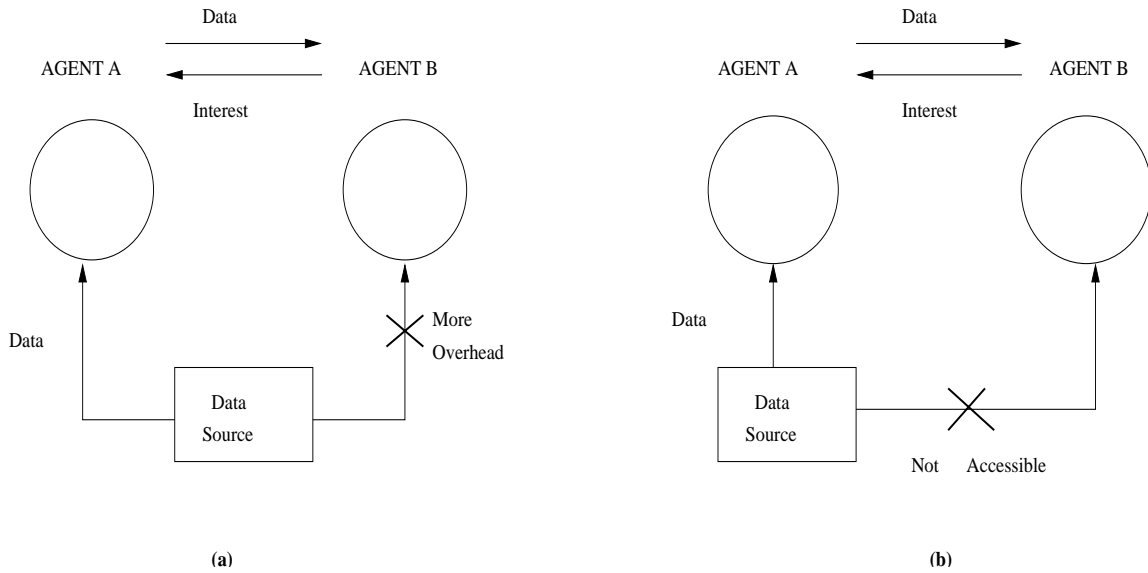 Data
AGENT A
AGENT B
Interest
Data
More
Overhead
Data
Source
(a)
Data
AGENT A
AGENT B
Interest
Data
Data
Source
Not Accessible
(b)